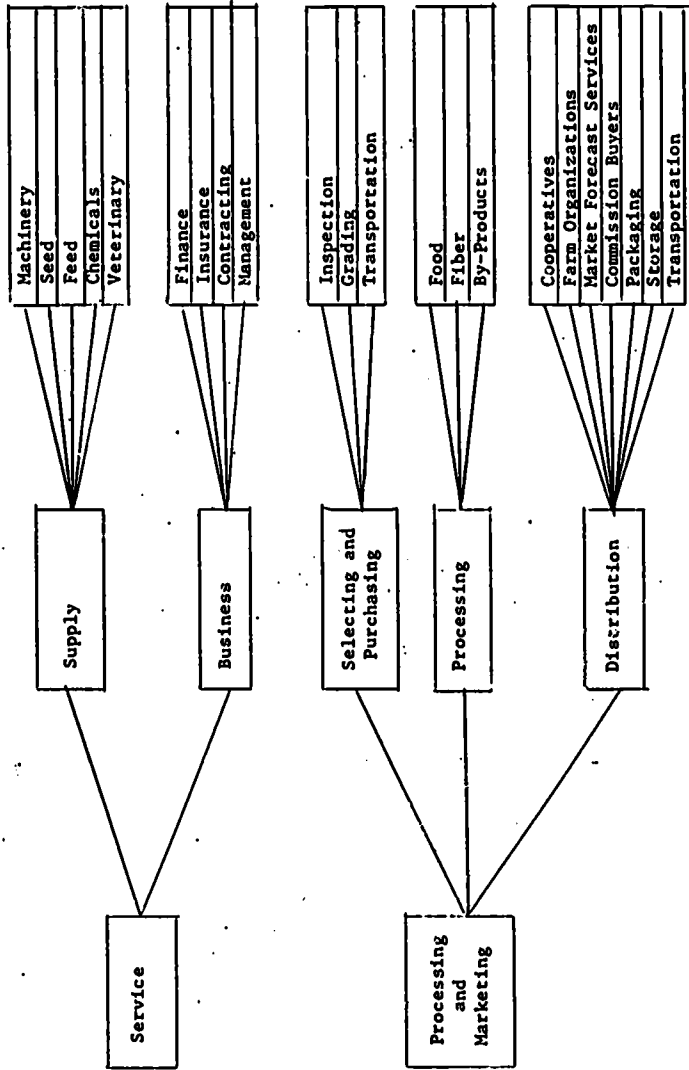 Service
Supply
Machinery
Seed
Feed
Chemicals
Veterinary
Business
Finance
Insurance
Contracting
Management
Processing
and
Marketing
Selecting and
Purchasing
Inspection
Grading
Transportation
Processing
Food
Fiber
By-Products
Distribution
Cooperatives
Farm Organizations
Market Forecast Services
Commission Buyers
Packaging
Storage
Transportation